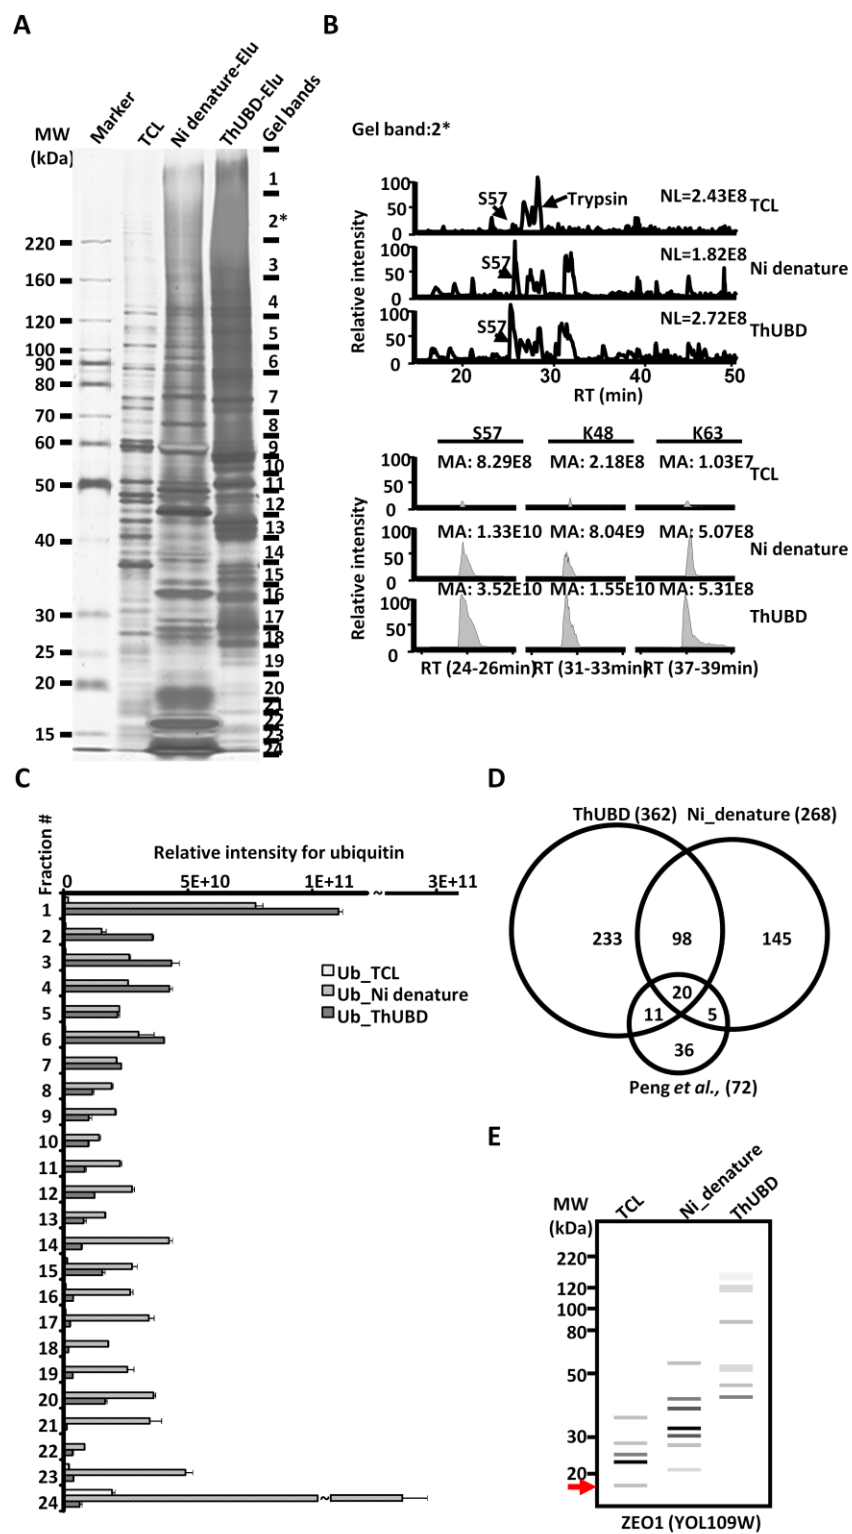 A
B
Marker
TCL
Ni denature-Elu
ThUBD-Elu
Gel bands
MW
(kDa)
220
160
120
100
90
80
70
60
50
40
30
25
20
15
1
2*
3
4
5
6
7
8
9
10
11
12
13
14
15
16
17
18
19
20
21
22
23
24
Gel band:2*
Relative intensity
100
50
0
S57
Trypsin
NL=2.43E8
TCL
100
50
0
S57
NL=1.82E8
Ni denature
100
50
0
S57
NL=2.72E8
ThUBD
20 30 40 50
RT (min)
S57 K48 K63
Relative intensity
100
50
0
MA: 8.29E8 MA: 2.18E8 MA: 1.03E7
TCL
100
50
0
MA: 1.33E10 MA: 8.04E9 MA: 5.07E8
Ni denature
100
50
0
MA: 3.52E10 MA: 1.55E10 MA: 5.31E8
ThUBD
RT (24-26min) RT (31-33min) RT (37-39min)
C
Fraction #
Relative intensity for ubiquitin
0 5E+10 1E+11 ~ 3E+11
1
2
3
4
5
6
7
8
9
10
11
12
13
14
15
16
17
18
19
20
21
22
23
24
~
Ub_TCL
Ub_Ni denature
Ub_ThUBD
D
ThUBD (362) Ni_denature (268)
233 98 145
20
11 5
36
Peng et al., (72)
E
MW
(kDa)
TCL
Ni_denature
ThUBD
220
120
100
80
50
30
20
ZEO1 (YOL109W)